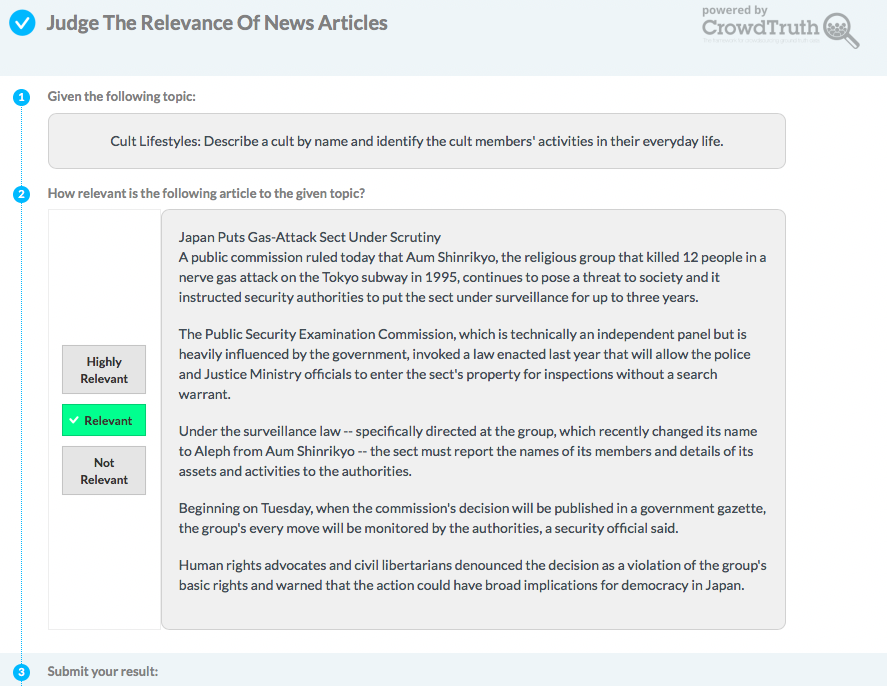 Judge The Relevance Of News Articles
powered by
CrowdTruth
1
Given the following topic:
Cult Lifestyles: Describe a cult by name and identify the cult members' activities in their everyday life.
2
How relevant is the following article to the given topic?
Highly
Relevant
Relevant
Not
Relevant
Japan Puts Gas-Attack Sect Under Scrutiny
A public commission ruled today that Aum Shinrikyo, the religious group that killed 12 people in a
nerve gas attack on the Tokyo subway in 1995, continues to pose a threat to society and it
instructed security authorities to put the sect under surveillance for up to three years.
The Public Security Examination Commission, which is technically an independent panel but is
heavily influenced by the government, invoked a law enacted last year that will allow the police
and Justice Ministry officials to enter the sect's property for inspections without a search
warrant.
Under the surveillance law -- specifically directed at the group, which recently changed its name
to Aleph from Aum Shinrikyo -- the sect must report the names of its members and details of its
assets and activities to the authorities.
Beginning on Tuesday, when the commission's decision will be published in a government gazette,
the group's every move will be monitored by the authorities, a security official said.
Human rights advocates and civil libertarians denounced the decision as a violation of the group's
basic rights and warned that the action could have broad implications for democracy in Japan.
3
Submit your result: